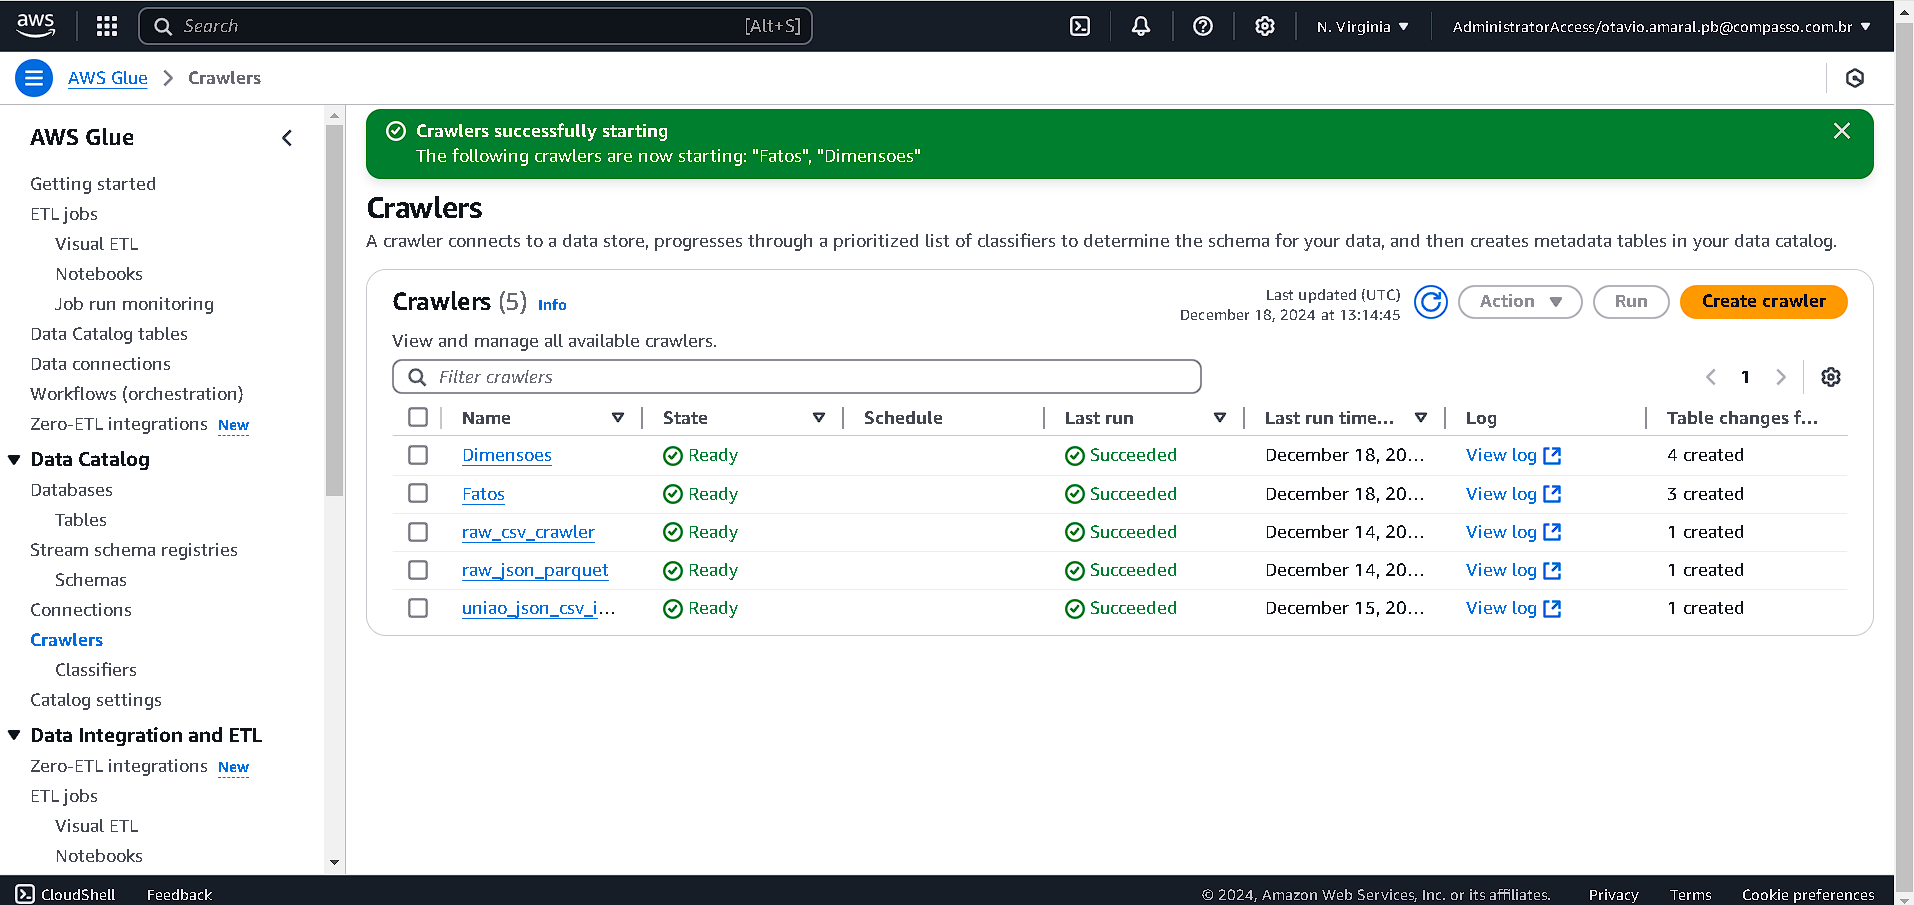 aws
Search [Alt+S]
N. Virginia
AdministratorAccess/otavio.amaral.pb@compasso.com.br
AWS Glue
Crawlers
AWS Glue
Getting started
ETL jobs
Visual ETL
Notebooks
Job run monitoring
Data Catalog tables
Data connections
Workflows (orchestration)
Zero-ETL integrations New
Data Catalog
Databases
Tables
Stream schema registries
Schemas
Connections
Crawlers
Classifiers
Catalog settings
Data Integration and ETL
Zero-ETL integrations New
ETL jobs
Visual ETL
Notebooks
Crawlers successfully starting
The following crawlers are now starting: "Fatos", "Dimensoes"
Crawlers
A crawler connects to a data store, progresses through a prioritized list of classifiers to determine the schema for your data, and then creates metadata tables in your data catalog.
Crawlers (5) Info
Last updated (UTC)
December 18, 2024 at 13:14:45
Action
Run
Create crawler
View and manage all available crawlers.
Filter crawlers
1
Name State Schedule Last run Last run time... Log Table changes f...
Dimensoes Ready Succeeded December 18, 20... View log 4 created
Fatos Ready Succeeded December 18, 20... View log 3 created
raw_csv_crawler Ready Succeeded December 14, 20... View log 1 created
raw_json_parquet Ready Succeeded December 14, 20... View log 1 created
uniao_json_csv_i... Ready Succeeded December 15, 20... View log 1 created
CloudShell Feedback © 2024, Amazon Web Services, Inc. or its affiliates. Privacy Terms Cookie preferences